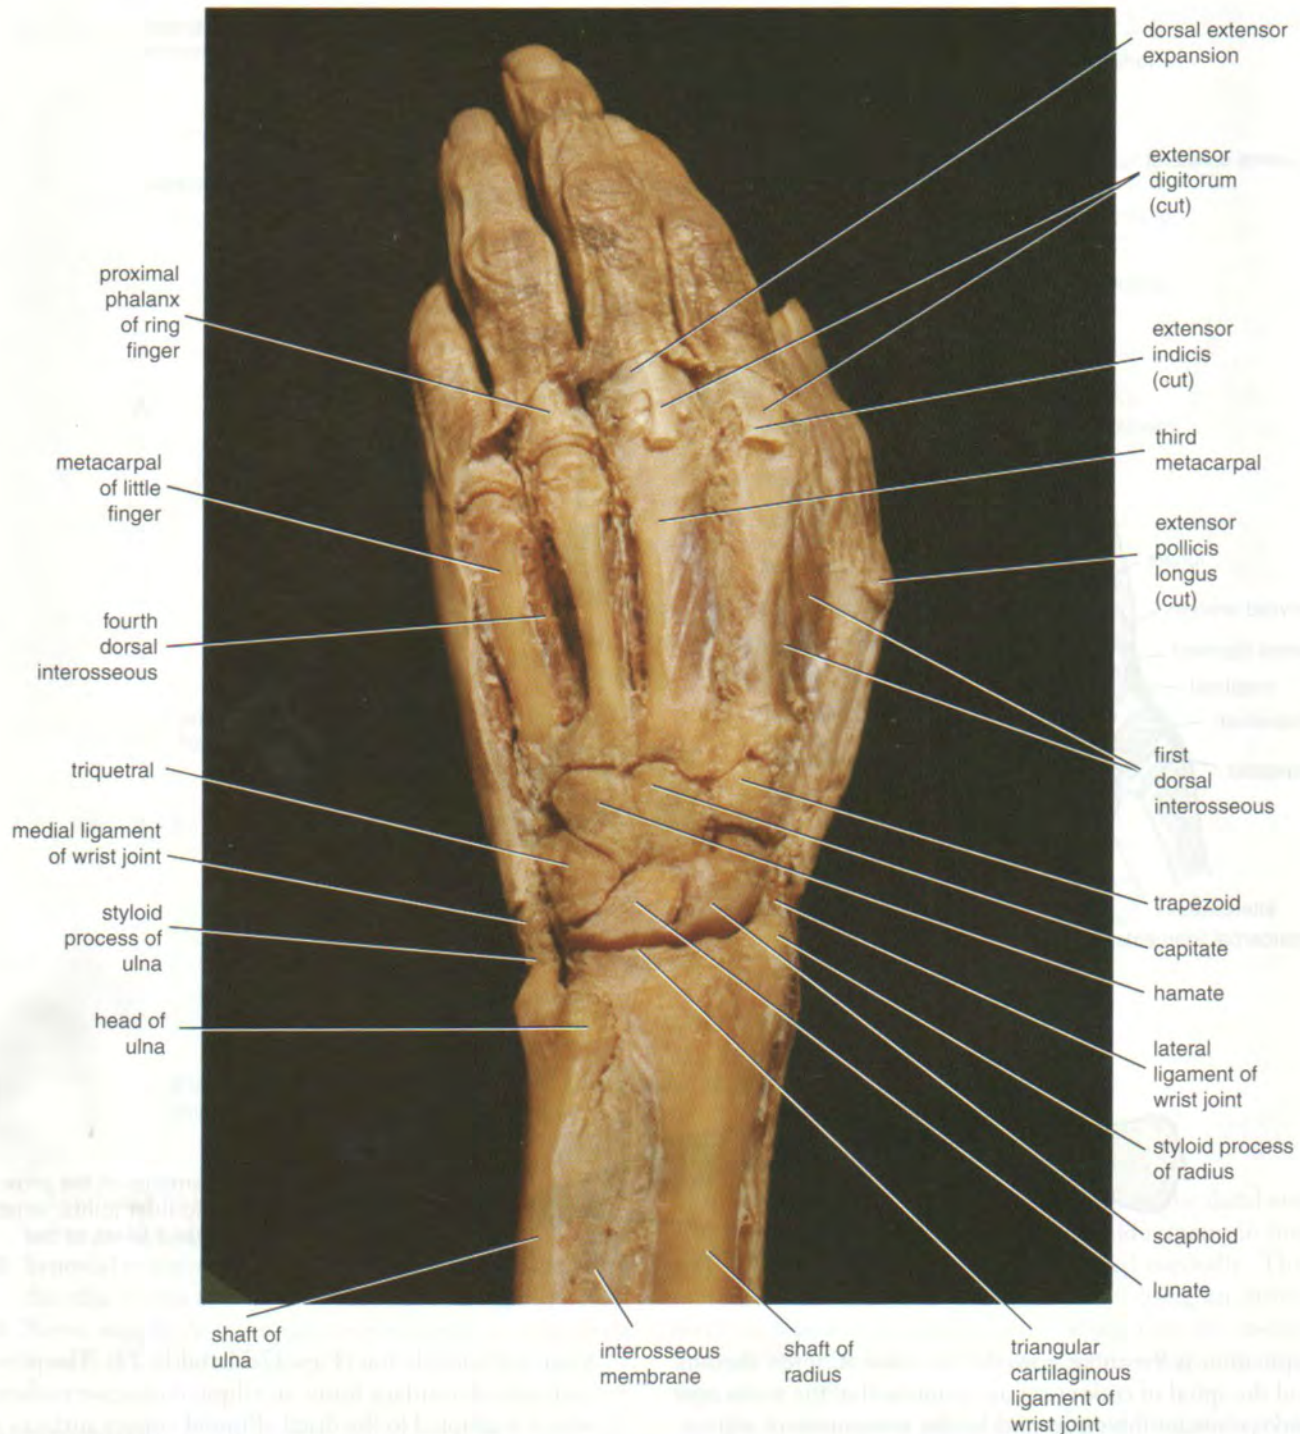 dorsal extensor
expansion
extensor
digitorum
(cut)
proximal
phalanx
of ring
finger
extensor
indicis
(cut)
third
metacarpal
metacarpal
of little
finger
extensor
pollicis
longus
(cut)
fourth
dorsal
interosseous
first
dorsal
interosseous
triquetral
medial ligament
of wrist joint
styloid
process of
ulna
head of
ulna
trapezoid
capitate
hamate
lateral
ligament of
wrist joint
styloid process
of radius
scaphoid
lunate
shaft of
ulna
interosseous
membrane
shaft of
radius
triangular
cartilaginous
ligament of
wrist joint